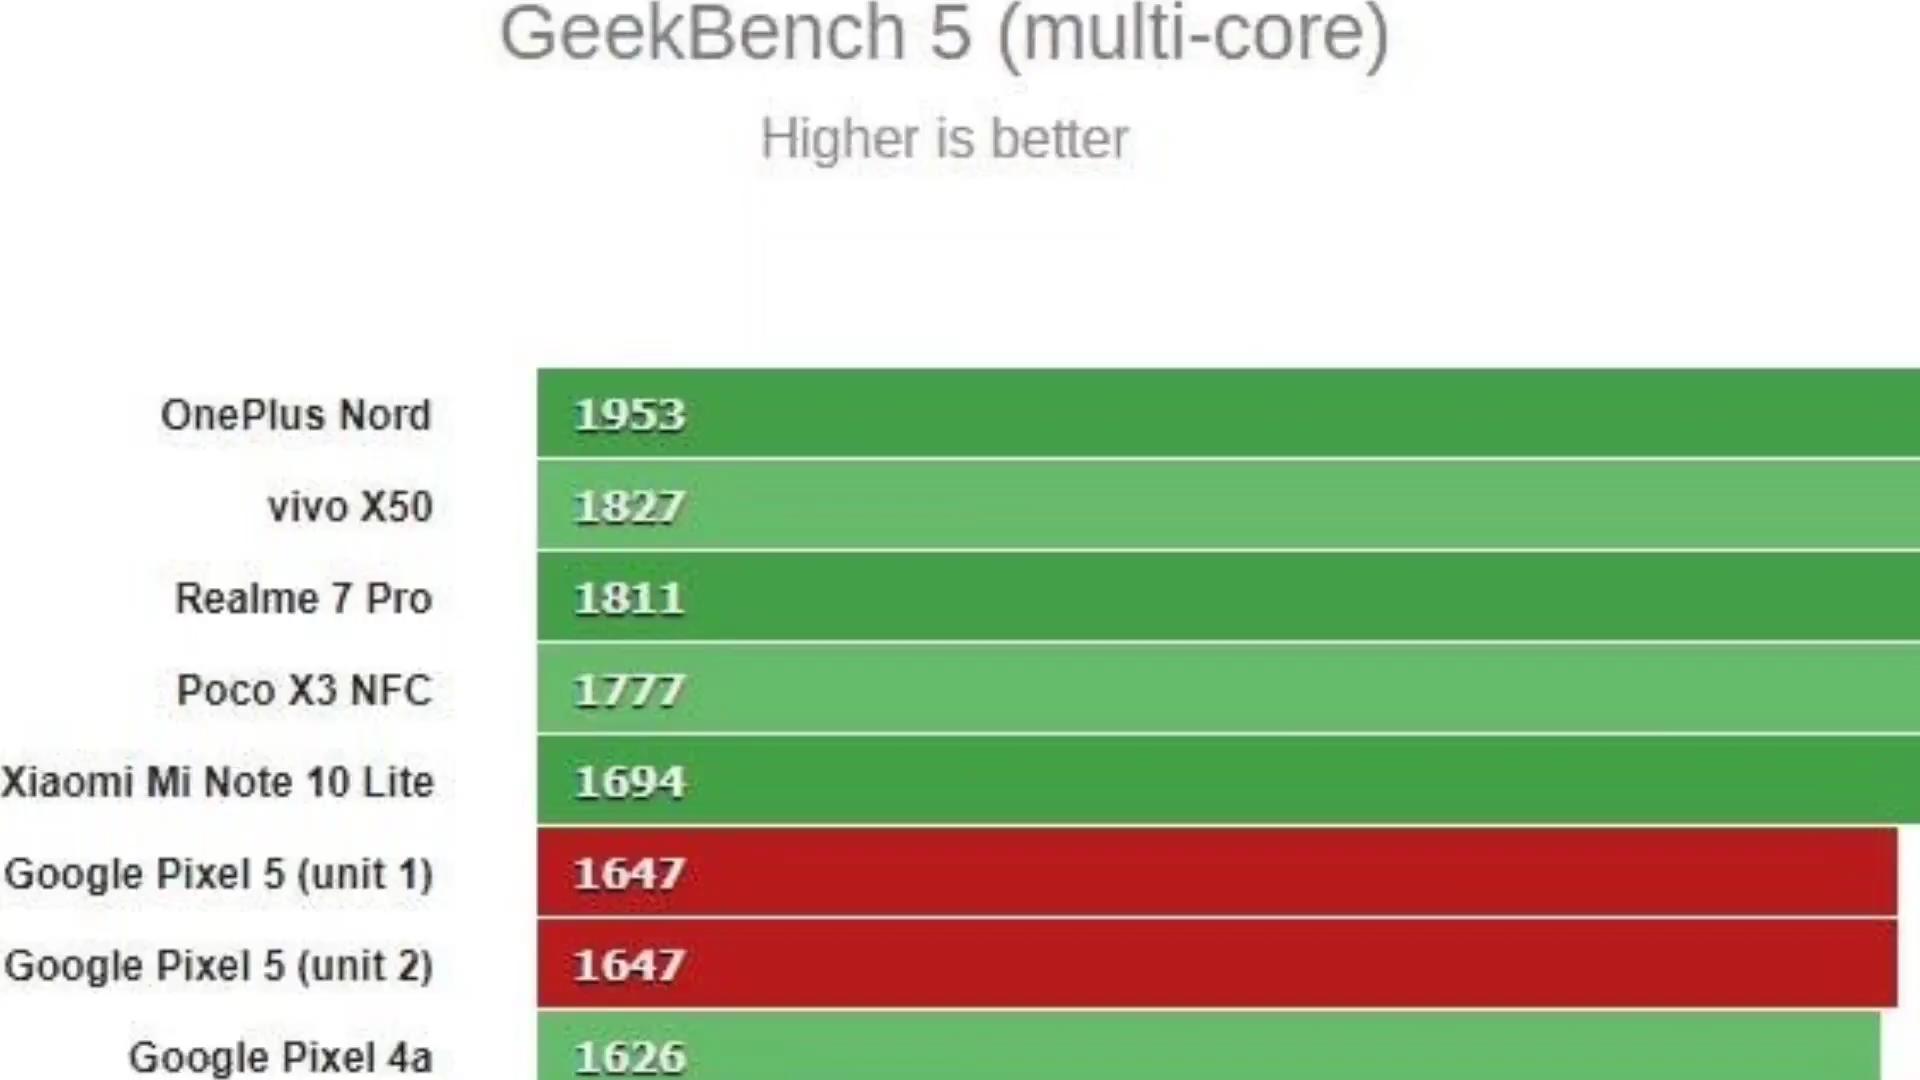 GeekBench 5 (multi-core)
Higher is better
OnePlus Nord 1953
vivo X50 1827
Realme 7 Pro 1811
Poco X3 NFC 1777
Xiaomi Mi Note 10 Lite 1694
Google Pixel 5 (unit 1) 1647
Google Pixel 5 (unit 2) 1647
Google Pixel 4a 1626